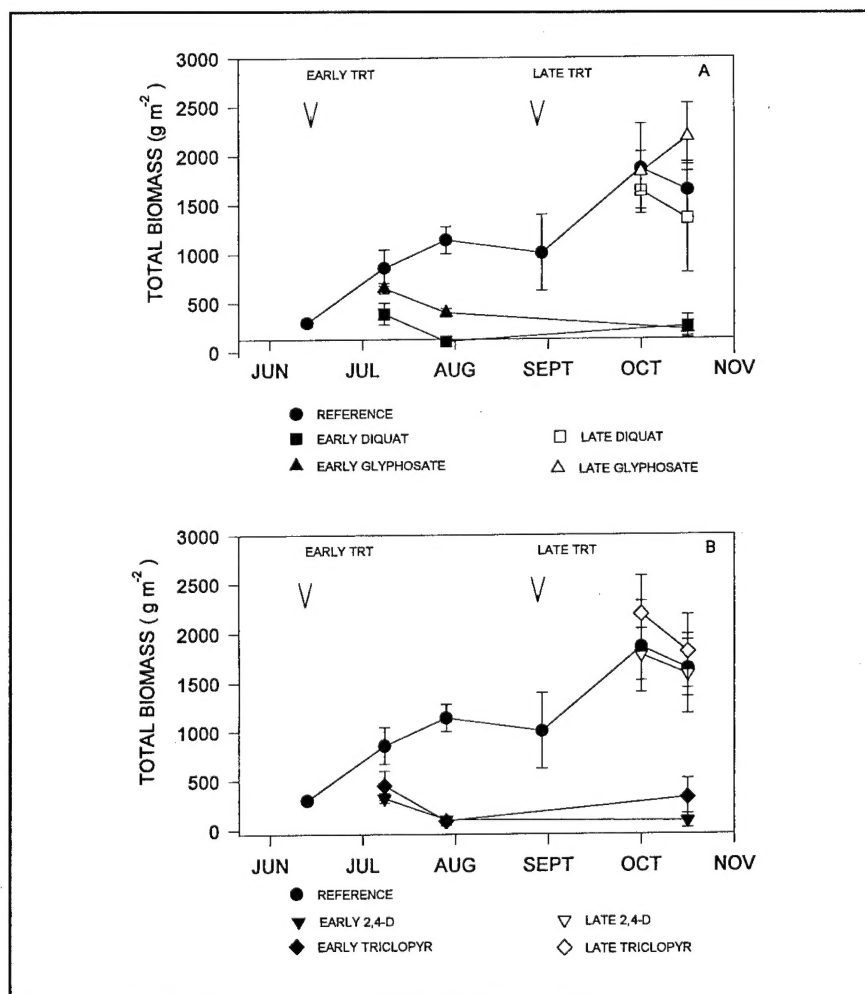 EARLY TRT LATE TRT A
TOTAL BIOMASS (g m⁻²)
3000
2500
2000
1500
1000
500
0
JUN JUL AUG SEPT OCT NOV
REFERENCE
EARLY DIQUAT LATE DIQUAT
EARLY GLYPHOSATE LATE GLYPHOSATE
EARLY TRT LATE TRT B
TOTAL BIOMASS (g m⁻²)
3000
2500
2000
1500
1000
500
0
JUN JUL AUG SEPT OCT NOV
REFERENCE
EARLY 2,4-D LATE 2,4-D
EARLY TRICLOPYR LATE TRICLOPYR